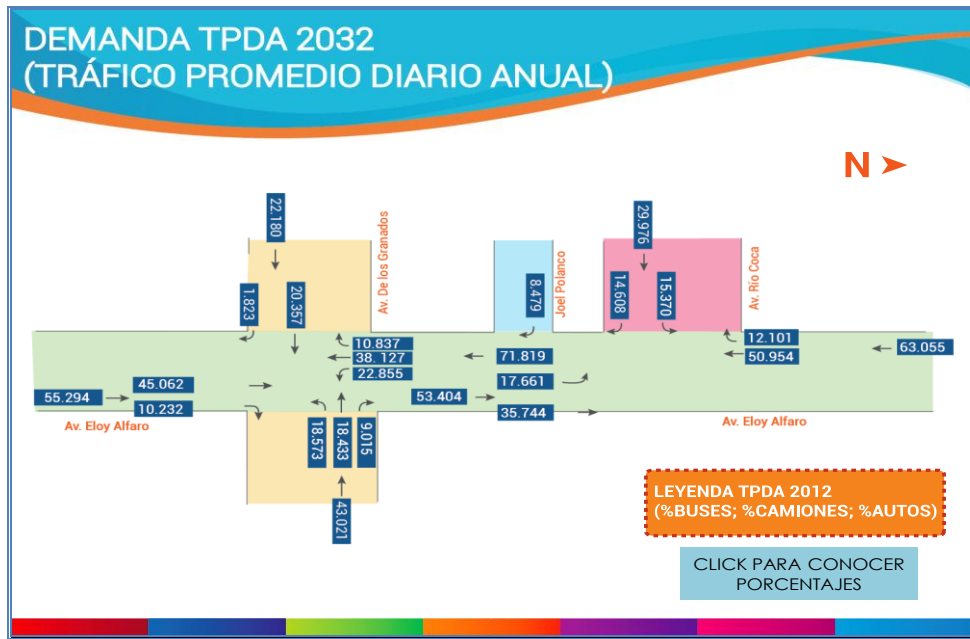 DEMANDA TPDA 2032
(TRÁFICO PROMEDIO DIARIO ANUAL)
N
22.180
Av. De los Granados
29.976
1.823
20.357
8.479
Joel Polanco
14.608
15.370
Av. Río Coca
10.837
38. 127
22.855
71.819
17.661
12.101
50.954
63.055
55.294
45.062
10.232
53.404
35.744
Av. Eloy Alfaro
Av. Eloy Alfaro
18.573
18.433
9.015
43.021
LEYENDA TPDA 2012
(%BUSES; %CAMIONES; %AUTOS)
CLICK PARA CONOCER
PORCENTAJES